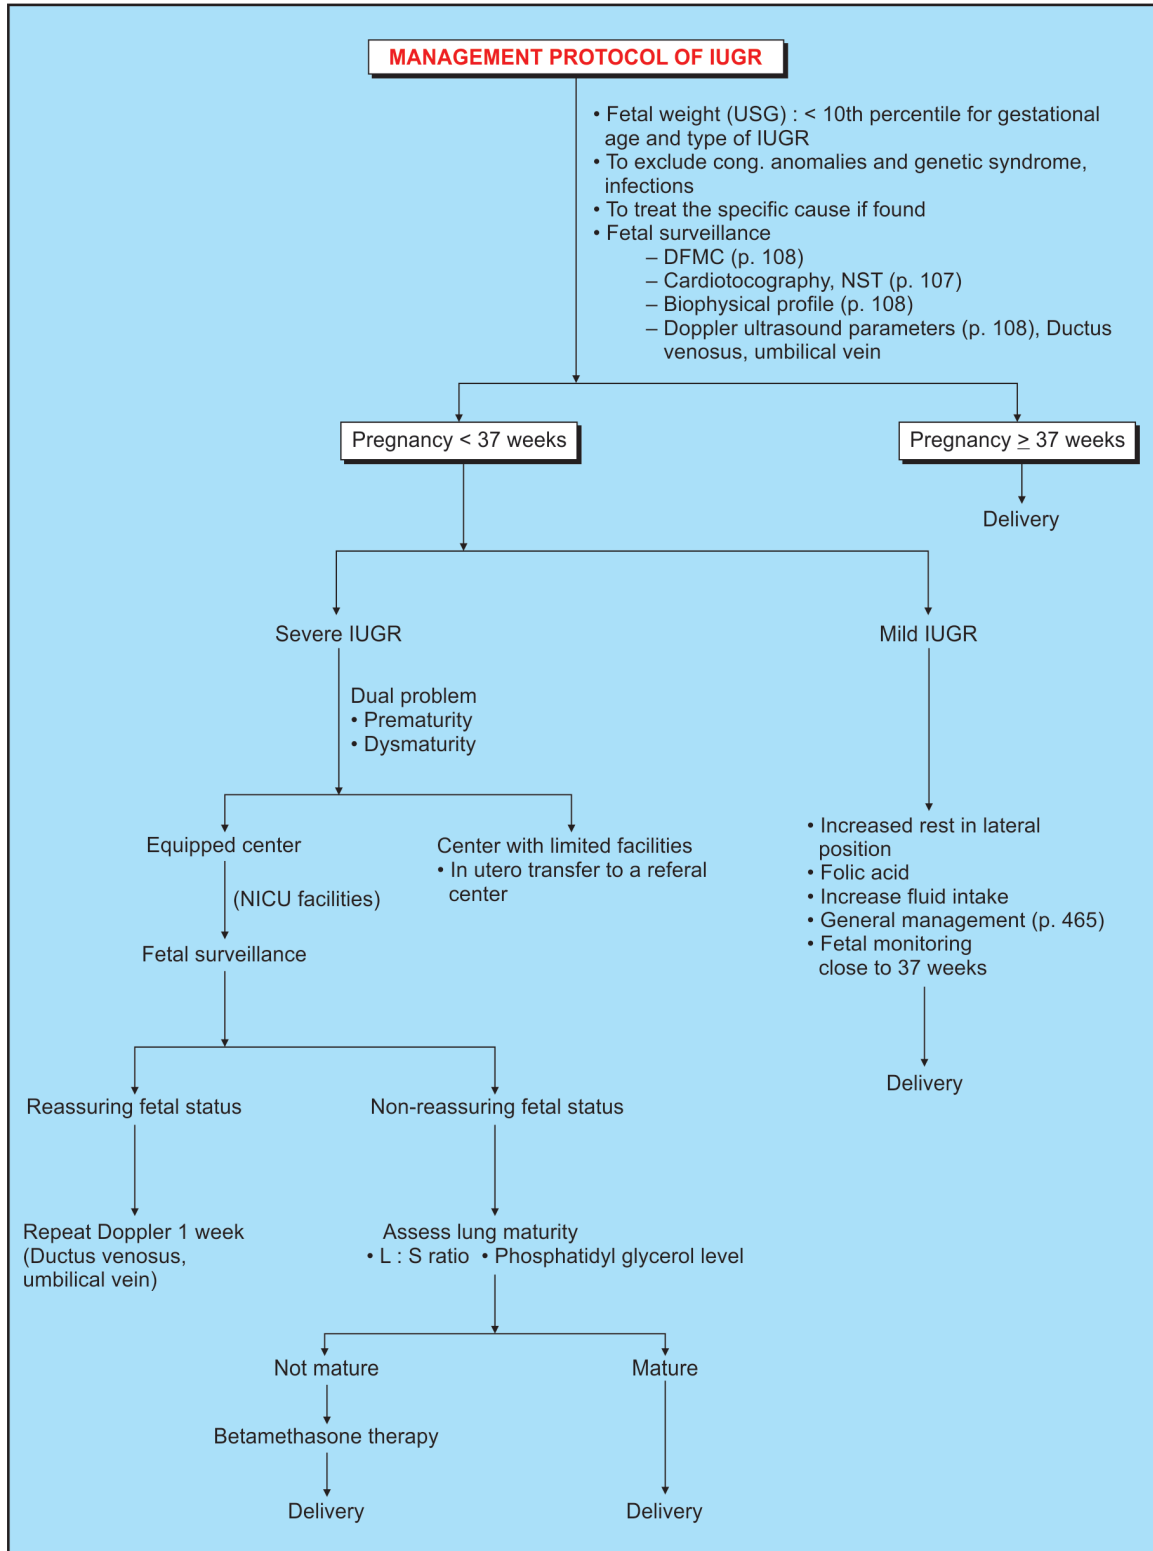 MANAGEMENT PROTOCOL OF IUGR
• Fetal weight (USG) : < 10th percentile for gestational
age and type of IUGR
• To exclude cong. anomalies and genetic syndrome,
infections
• To treat the specific cause if found
• Fetal surveillance
– DFMC (p. 108)
– Cardiotocography, NST (p. 107)
– Biophysical profile (p. 108)
– Doppler ultrasound parameters (p. 108), Ductus
venosus, umbilical vein
Pregnancy < 37 weeks
Pregnancy ≥ 37 weeks
Delivery
Severe IUGR
Mild IUGR
Dual problem
• Prematurity
• Dysmaturity
Equipped center
(NICU facilities)
Fetal surveillance
Center with limited facilities
• In utero transfer to a referal
center
• Increased rest in lateral
position
• Folic acid
• Increase fluid intake
• General management (p. 465)
• Fetal monitoring
close to 37 weeks
Delivery
Reassuring fetal status
Non-reassuring fetal status
Repeat Doppler 1 week
(Ductus venosus,
umbilical vein)
Assess lung maturity
• L : S ratio • Phosphatidyl glycerol level
Not mature
Mature
Betamethasone therapy
Delivery
Delivery